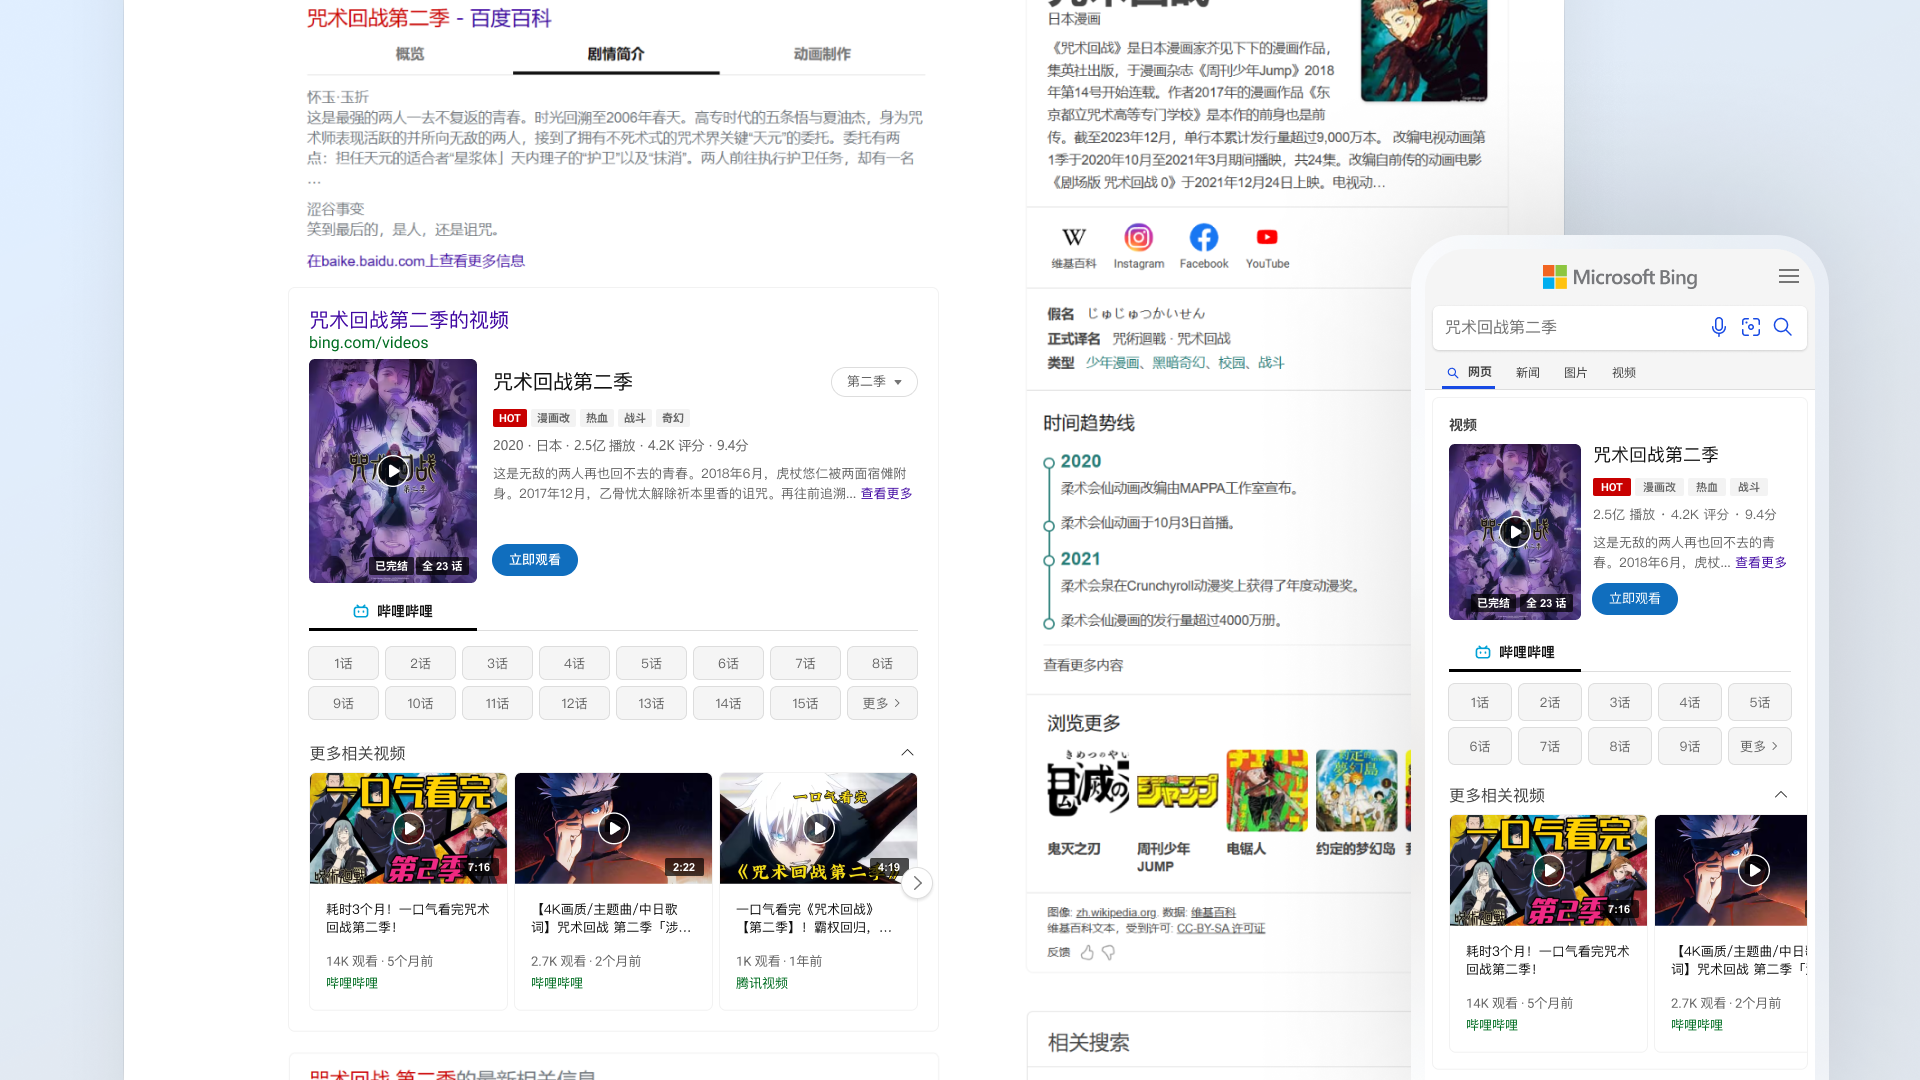 咒术回战第二季 - 百度百科
概览
剧情简介
动画制作
怀玉·玉折
这是最强的两人一去不复返的青春。时光回溯至2006年春天。高专时代的五条悟与夏油杰，身为咒
术师表现活跃的并所向无敌的两人，接到了拥有不死术式的咒术界关键“天元”的委托。委托有两
点：担任天元的适合者“星浆体」天内理子的“护卫”以及“抹消”。两人前往执行护卫任务，却有一名
...
涩谷事变
笑到最后的，是人，还是诅咒。
在baike.baidu.com上查看更多信息
咒术回战第二季的视频
bing.com/videos
咒术回战
第二季
已完结
全 23 话
咒术回战第二季
第二季
HOT
漫画改
热血
战斗
奇幻
2020 · 日本 · 2.5亿 播放 · 4.2K 评分 · 9.4分
这是无敌的两人再也回不去的青春。2018年6月，虎杖悠仁被两面宿傩附
身。2017年12月，乙骨忧太解除祈本里香的诅咒。再往前追溯... 查看更多
立即观看
哔哩哔哩
1话
2话
3话
4话
5话
6话
7话
8话
9话
10话
11话
12话
13话
14话
15话
更多
更多相关视频
一口气看完
第2季
7:16
2:22
一口气看完
《咒术回战第二季
4:19
耗时3个月！一口气看完咒术
回战第二季！
14K 观看 · 5个月前
哔哩哔哩
【4K画质/主题曲/中日歌
词】咒术回战 第二季「涉...
2.7K 观看 · 2个月前
哔哩哔哩
一口气看完《咒术回战》
【第二季】！霸权回归，...
1K 观看 · 1年前
腾讯视频
咒术回战 第二季的最新相关信息
咒术回战
日本漫画
《咒术回战》是日本漫画家芥见下下的漫画作品，
集英社出版，于漫画杂志《周刊少年Jump》2018
年第14号开始连载。作者2017年的漫画作品《东
京都立咒术高等专门学校》是本作的前身也是前
传。截至2023年12月，单行本累计发行量超过9,000万本。 改编电视动画第
1季于2020年10月至2021年3月期间播映，共24集。改编自前传的动画电影
《剧场版 咒术回战 0》于2021年12月24日上映。电视动...
W
维基百科
Instagram
Facebook
YouTube
假名 じゅじゅつかいせん
正式译名 咒術迴戰 · 咒术回战
类型 少年漫画、黑暗奇幻、校园、战斗
时间趋势线
2020
柔术会仙动画改编由MAPPA工作室宣布。
柔术会仙动画于10月3日首播。
2021
柔术会泉在Crunchyroll动漫奖上获得了年度动漫奖。
柔术会仙漫画的发行量超过4000万册。
查看更多内容
浏览更多
きめつのやい
鬼灭之刃
ジャンプ
周刊少年
JUMP
电锯人
夢幻島
约定的梦幻岛
图像: zh.wikipedia.org. 数据: 维基百科
维基百科文本，受到许可: CC-BY-SA 许可证
反馈
相关搜索
Microsoft Bing
咒术回战第二季
网页
新闻
图片
视频
视频
咒术回战
已完结
全 23 话
咒术回战第二季
HOT
漫画改
热血
战斗
2.5亿 播放 · 4.2K 评分 · 9.4分
这是无敌的两人再也回不去的青
春。2018年6月，虎杖... 查看更多
立即观看
哔哩哔哩
1话
2话
3话
4话
5话
6话
7话
8话
9话
更多
更多相关视频
一口气看完
第2季
7:16
耗时3个月！一口气看完咒术
回战第二季！
14K 观看 · 5个月前
哔哩哔哩
【4K画质/主题曲/中日
词】咒术回战 第二季「
2.7K 观看 · 2个月前
哔哩哔哩